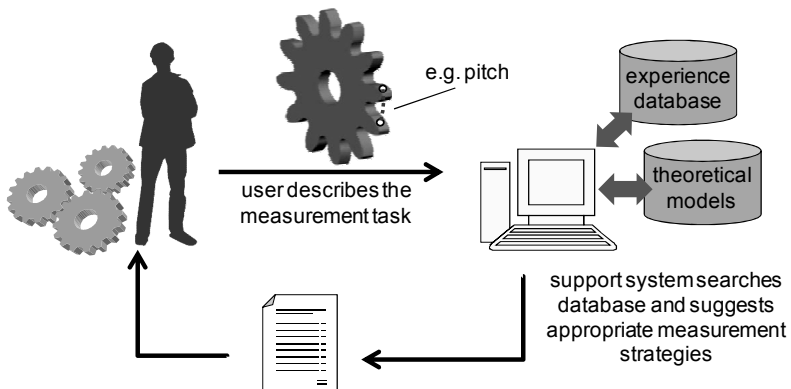 e.g. pitch
experience
database
theoretical
models
user describes the
measurement task
support system searches
database and suggests
appropriate measurement
strategies